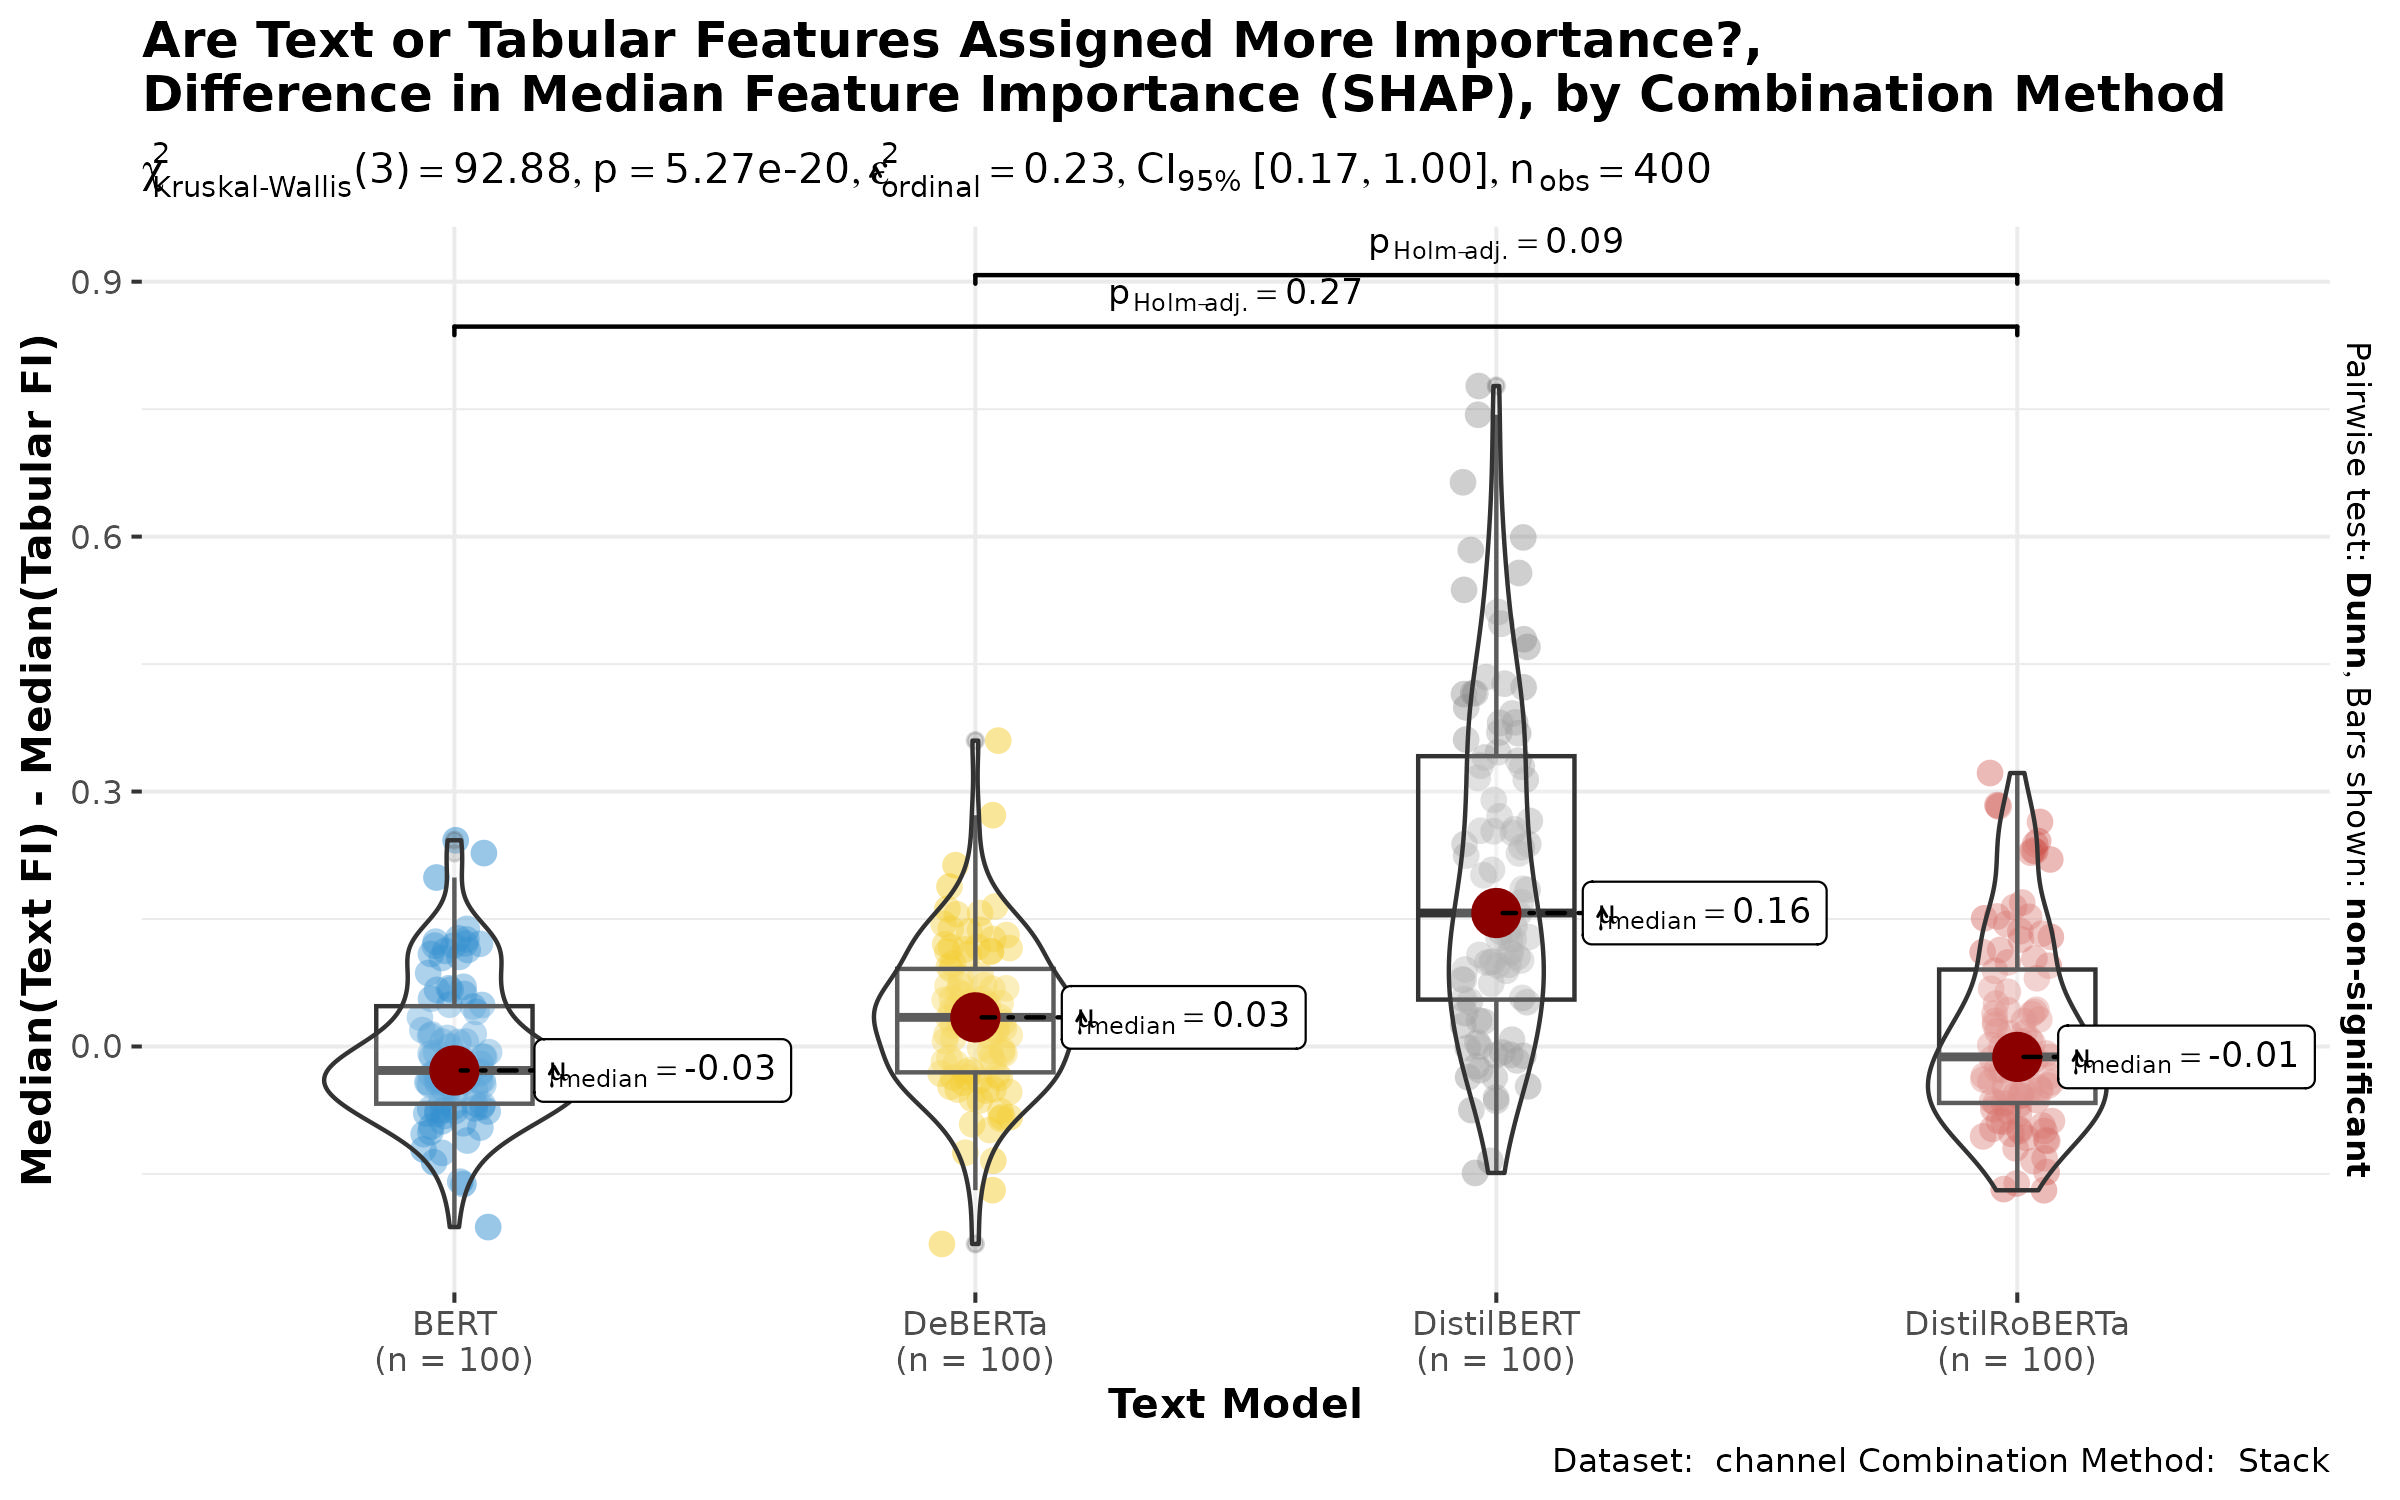 Are Text or Tabular Features Assigned More Importance?,
Difference in Median Feature Importance (SHAP), by Combination Method
χ²Kruskal-Wallis(3) = 92.88, p = 5.27e-20, ε̂²ordinal = 0.23, CI95% [0.17, 1.00], nobs = 400
pHolm-adj. = 0.09
pHolm-adj. = 0.27
Median(Text FI) - Median(Tabular FI)
0.9
0.6
0.3
0.0
μ̂median = -0.03
μ̂median = 0.03
μ̂median = 0.16
μ̂median = -0.01
Pairwise test: Dunn, Bars shown: non-significant
BERT
(n = 100)
DeBERTa
(n = 100)
DistilBERT
(n = 100)
DistilRoBERTa
(n = 100)
Text Model
Dataset:  channel Combination Method:  Stack